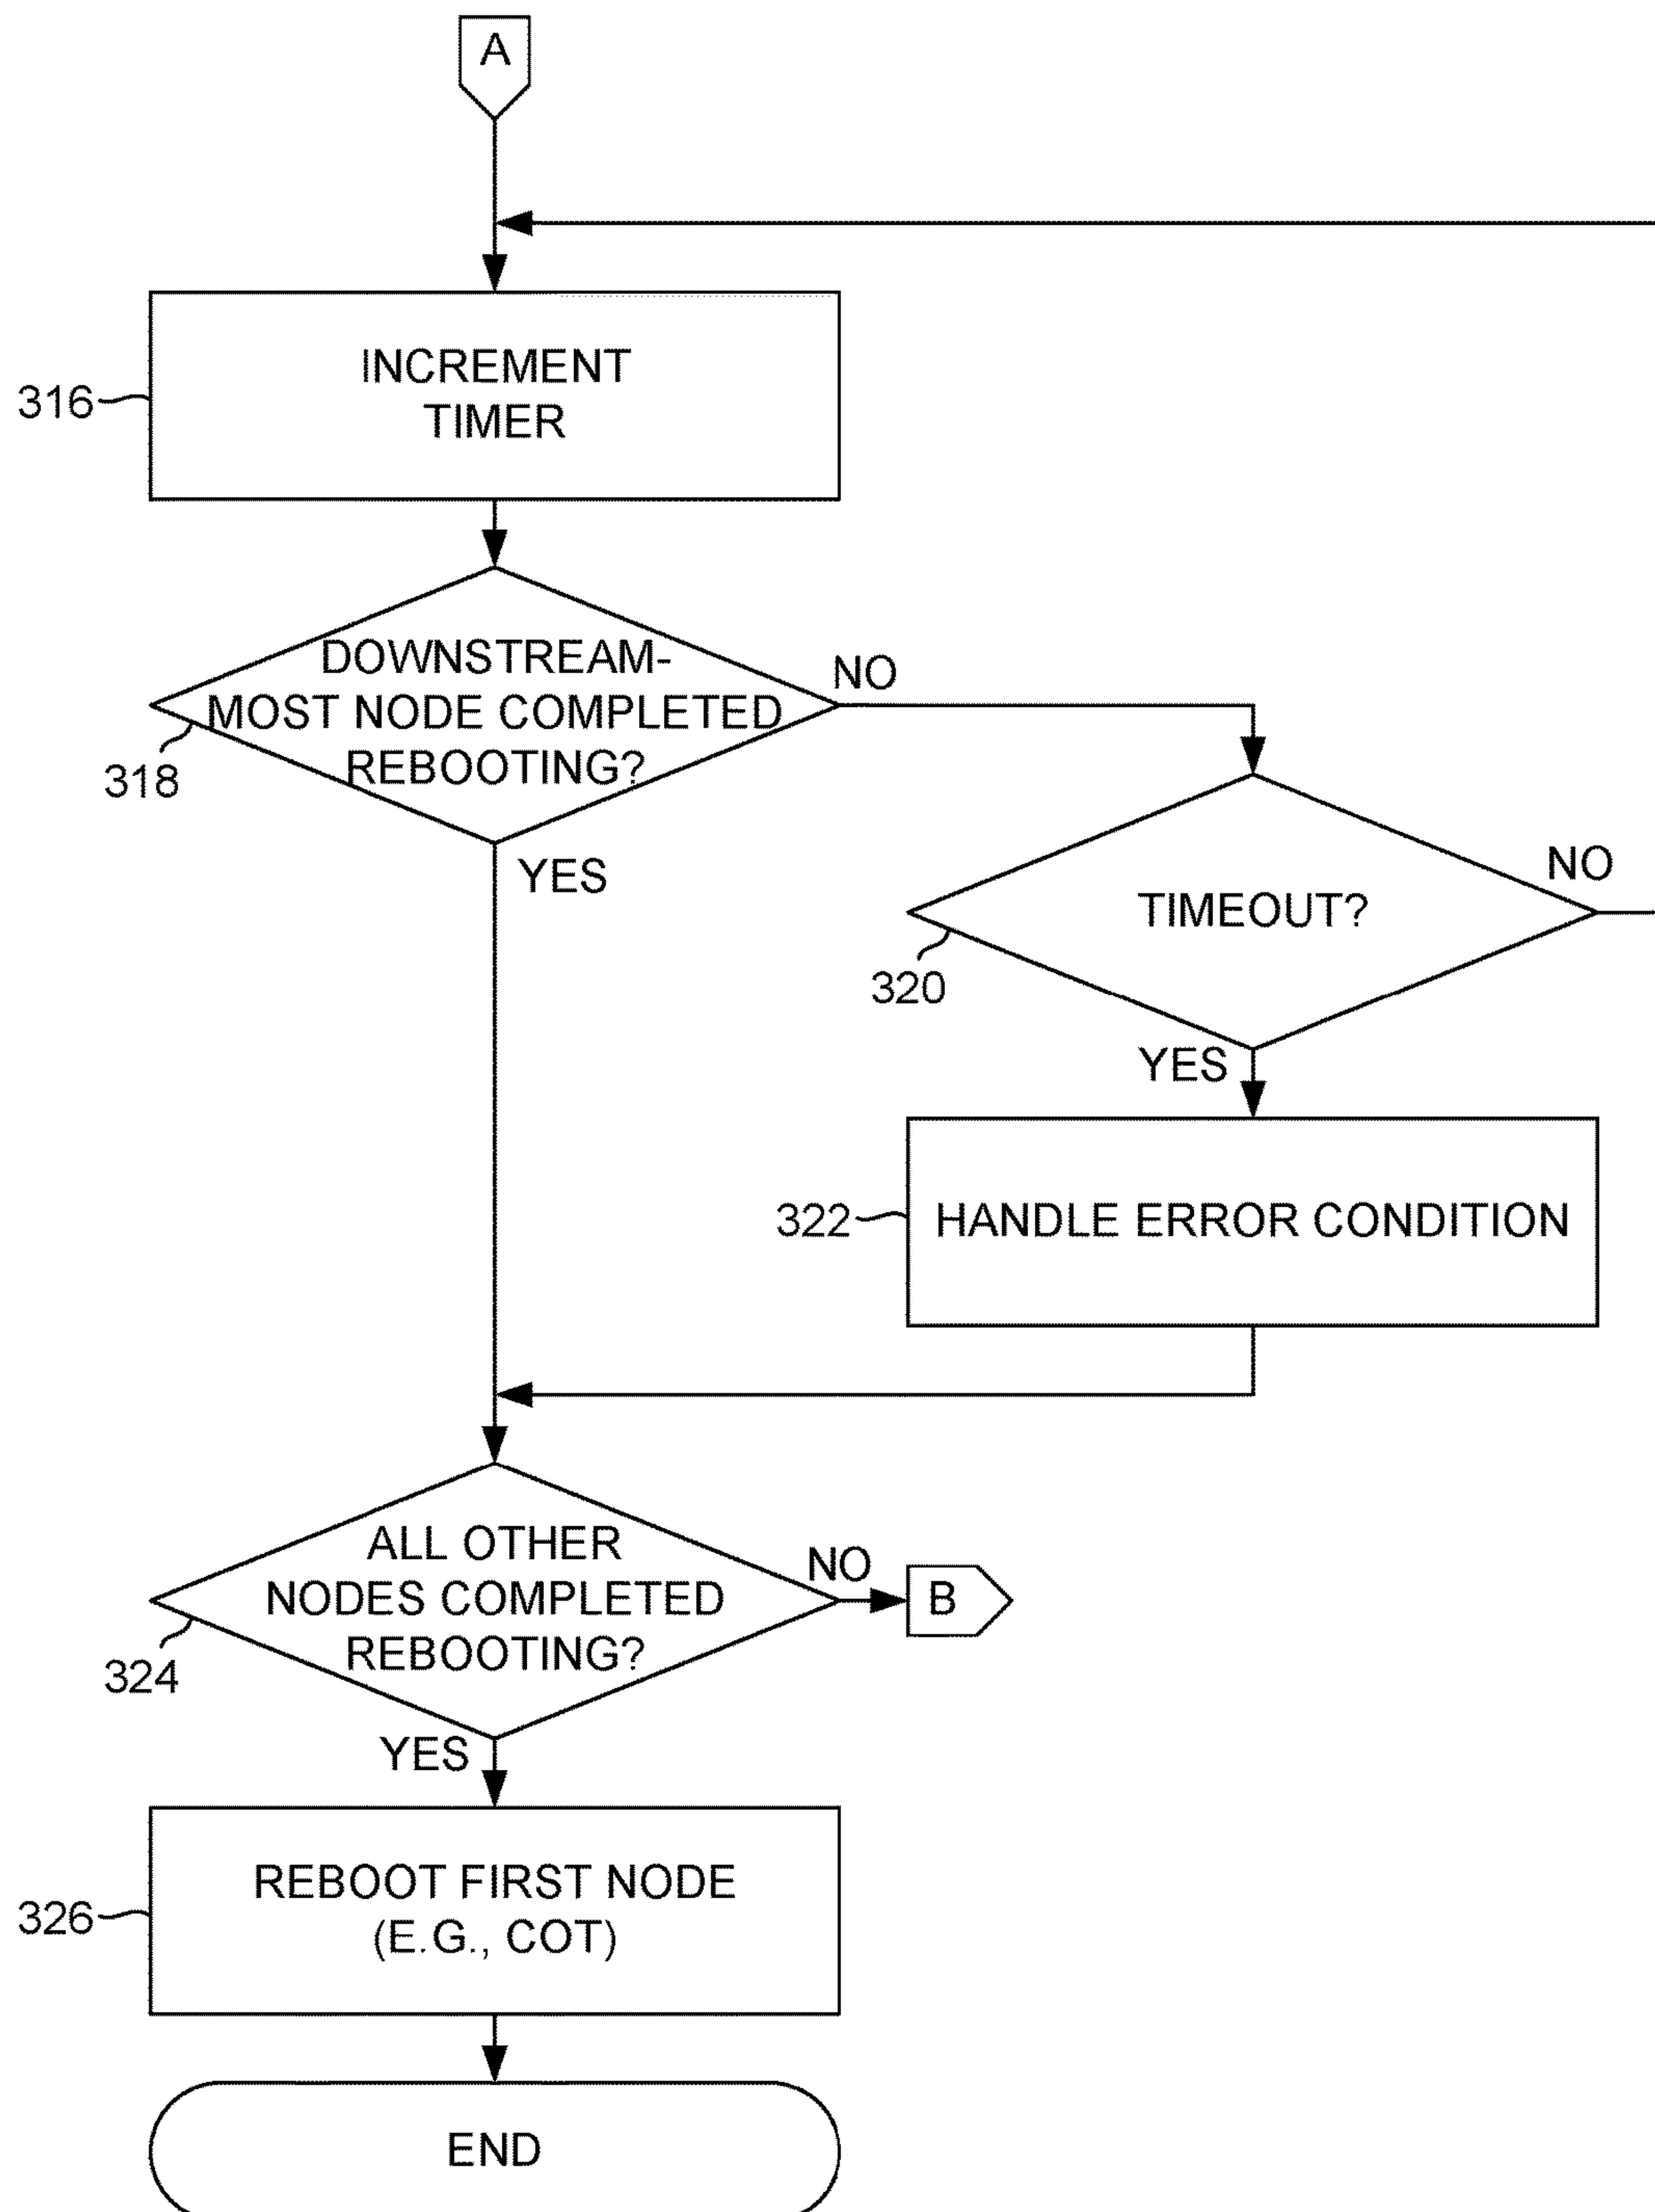 A
INCREMENT
TIMER
316
DOWNSTREAM-
MOST NODE COMPLETED
REBOOTING?
NO
318
YES
TIMEOUT?
NO
320
YES
HANDLE ERROR CONDITION
322
ALL OTHER
NODES COMPLETED
REBOOTING?
NO
B
324
YES
REBOOT FIRST NODE
(E.G., COT)
326
END